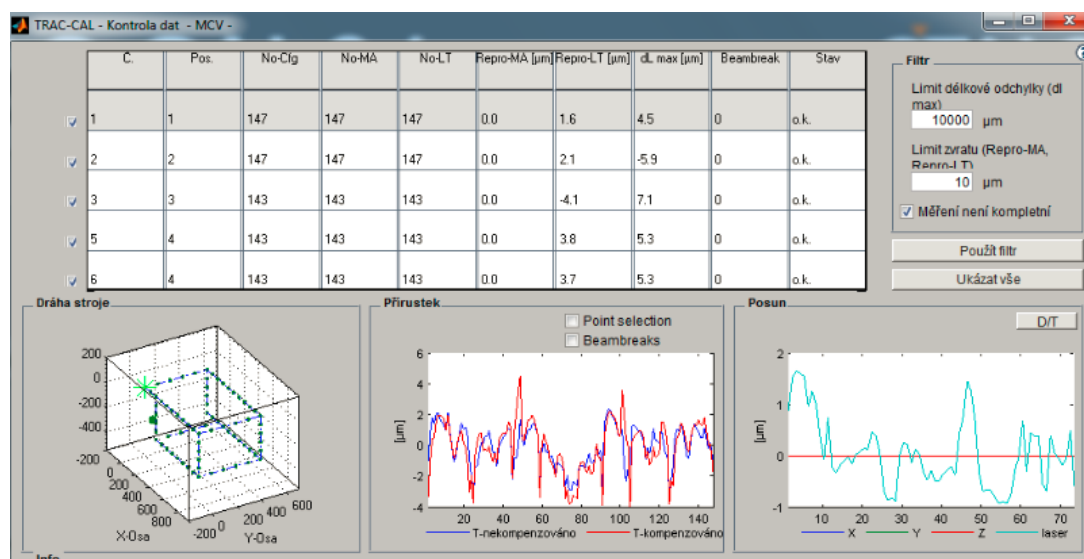 TRAC-CAL - Kontrola dat - MCV -
Č. Pos. No-Cfg No-MA No-LT Repro-MA [µm] Repro-LT [µm] dL max [µm] Beambreak Stav
1 1 147 147 147 0.0 1.6 4.5 0 o.k.
2 2 147 147 147 0.0 2.1 -5.9 0 o.k.
3 3 143 143 143 0.0 -4.1 7.1 0 o.k.
5 4 143 143 143 0.0 3.8 5.3 0 o.k.
6 4 143 143 143 0.0 3.7 5.3 0 o.k.
Filtr
Limit délkové odchylky (dl
max)
10000 µm
Limit zvratu (Repro-MA,
Repro-LT)
10 µm
Měření není kompletní
Použít filtr
Ukázat vše
Dráha stroje
200
0
-200
-400
-200
0
200
400
600
800
X-Osa
-200
0
200
400
600
Y-Osa
Přirustek
Point selection
Beambreaks
6
4
2
0
-2
-4
[µm]
20 40 60 80 100 120 140
T-nekompenzováno T-kompenzováno
Posun
D/T
2
1
0
-1
[µm]
10 20 30 40 50 60 70
X Y Z laser
Info